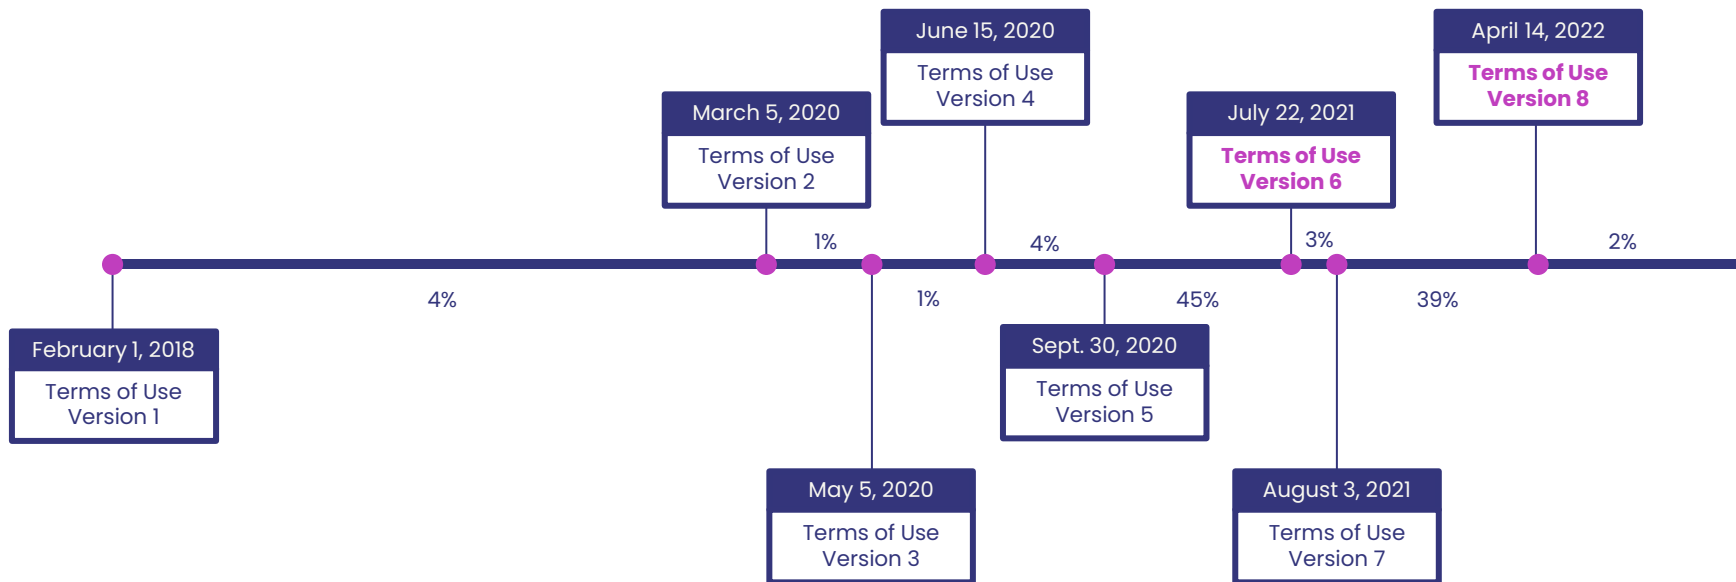 June 15, 2020
Terms of Use
Version 4
April 14, 2022
Terms of Use
Version 8
March 5, 2020
Terms of Use
Version 2
July 22, 2021
Terms of Use
Version 6
1%
4%
3%
2%
4%
1%
45%
39%
February 1, 2018
Terms of Use
Version 1
Sept. 30, 2020
Terms of Use
Version 5
May 5, 2020
Terms of Use
Version 3
August 3, 2021
Terms of Use
Version 7